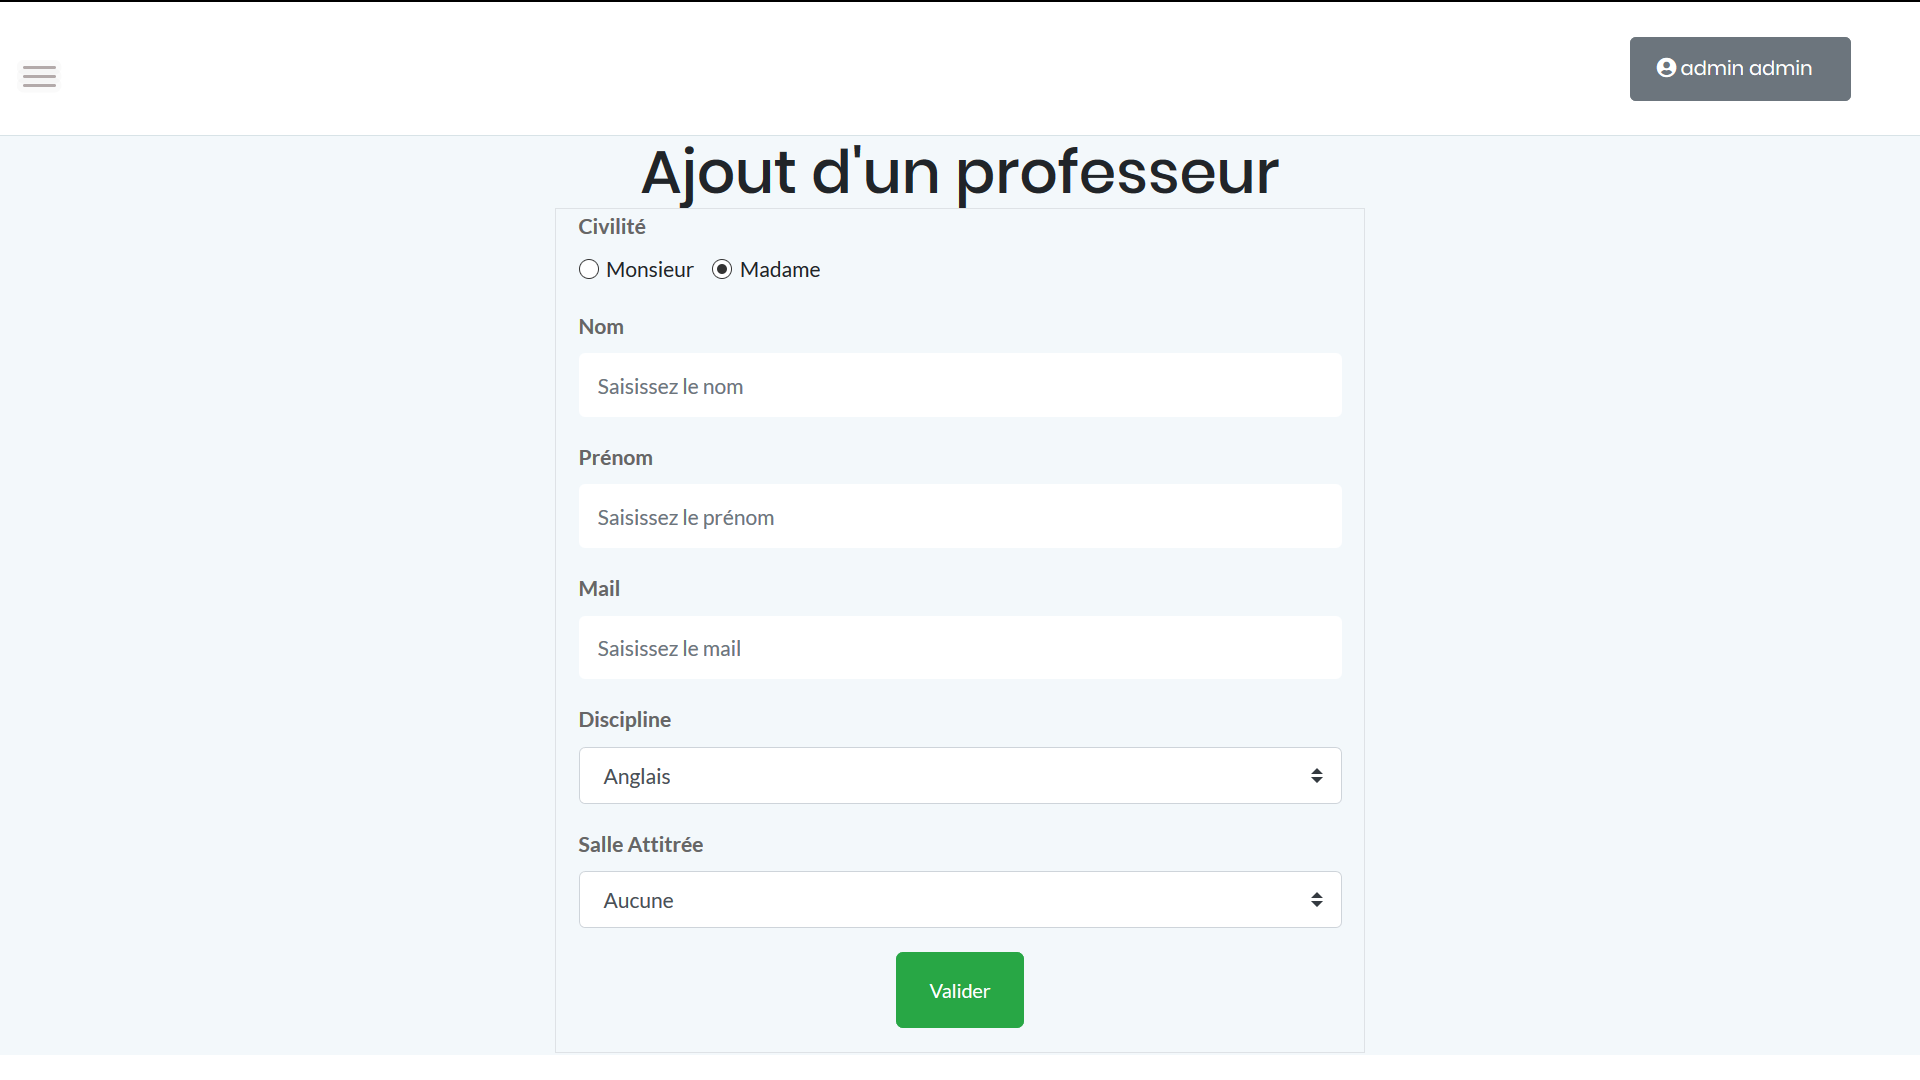 admin admin
Ajout d'un professeur
Civilité
Monsieur Madame
Nom
Saisissez le nom
Prénom
Saisissez le prénom
Mail
Saisissez le mail
Discipline
Anglais
Salle Attitrée
Aucune
Valider